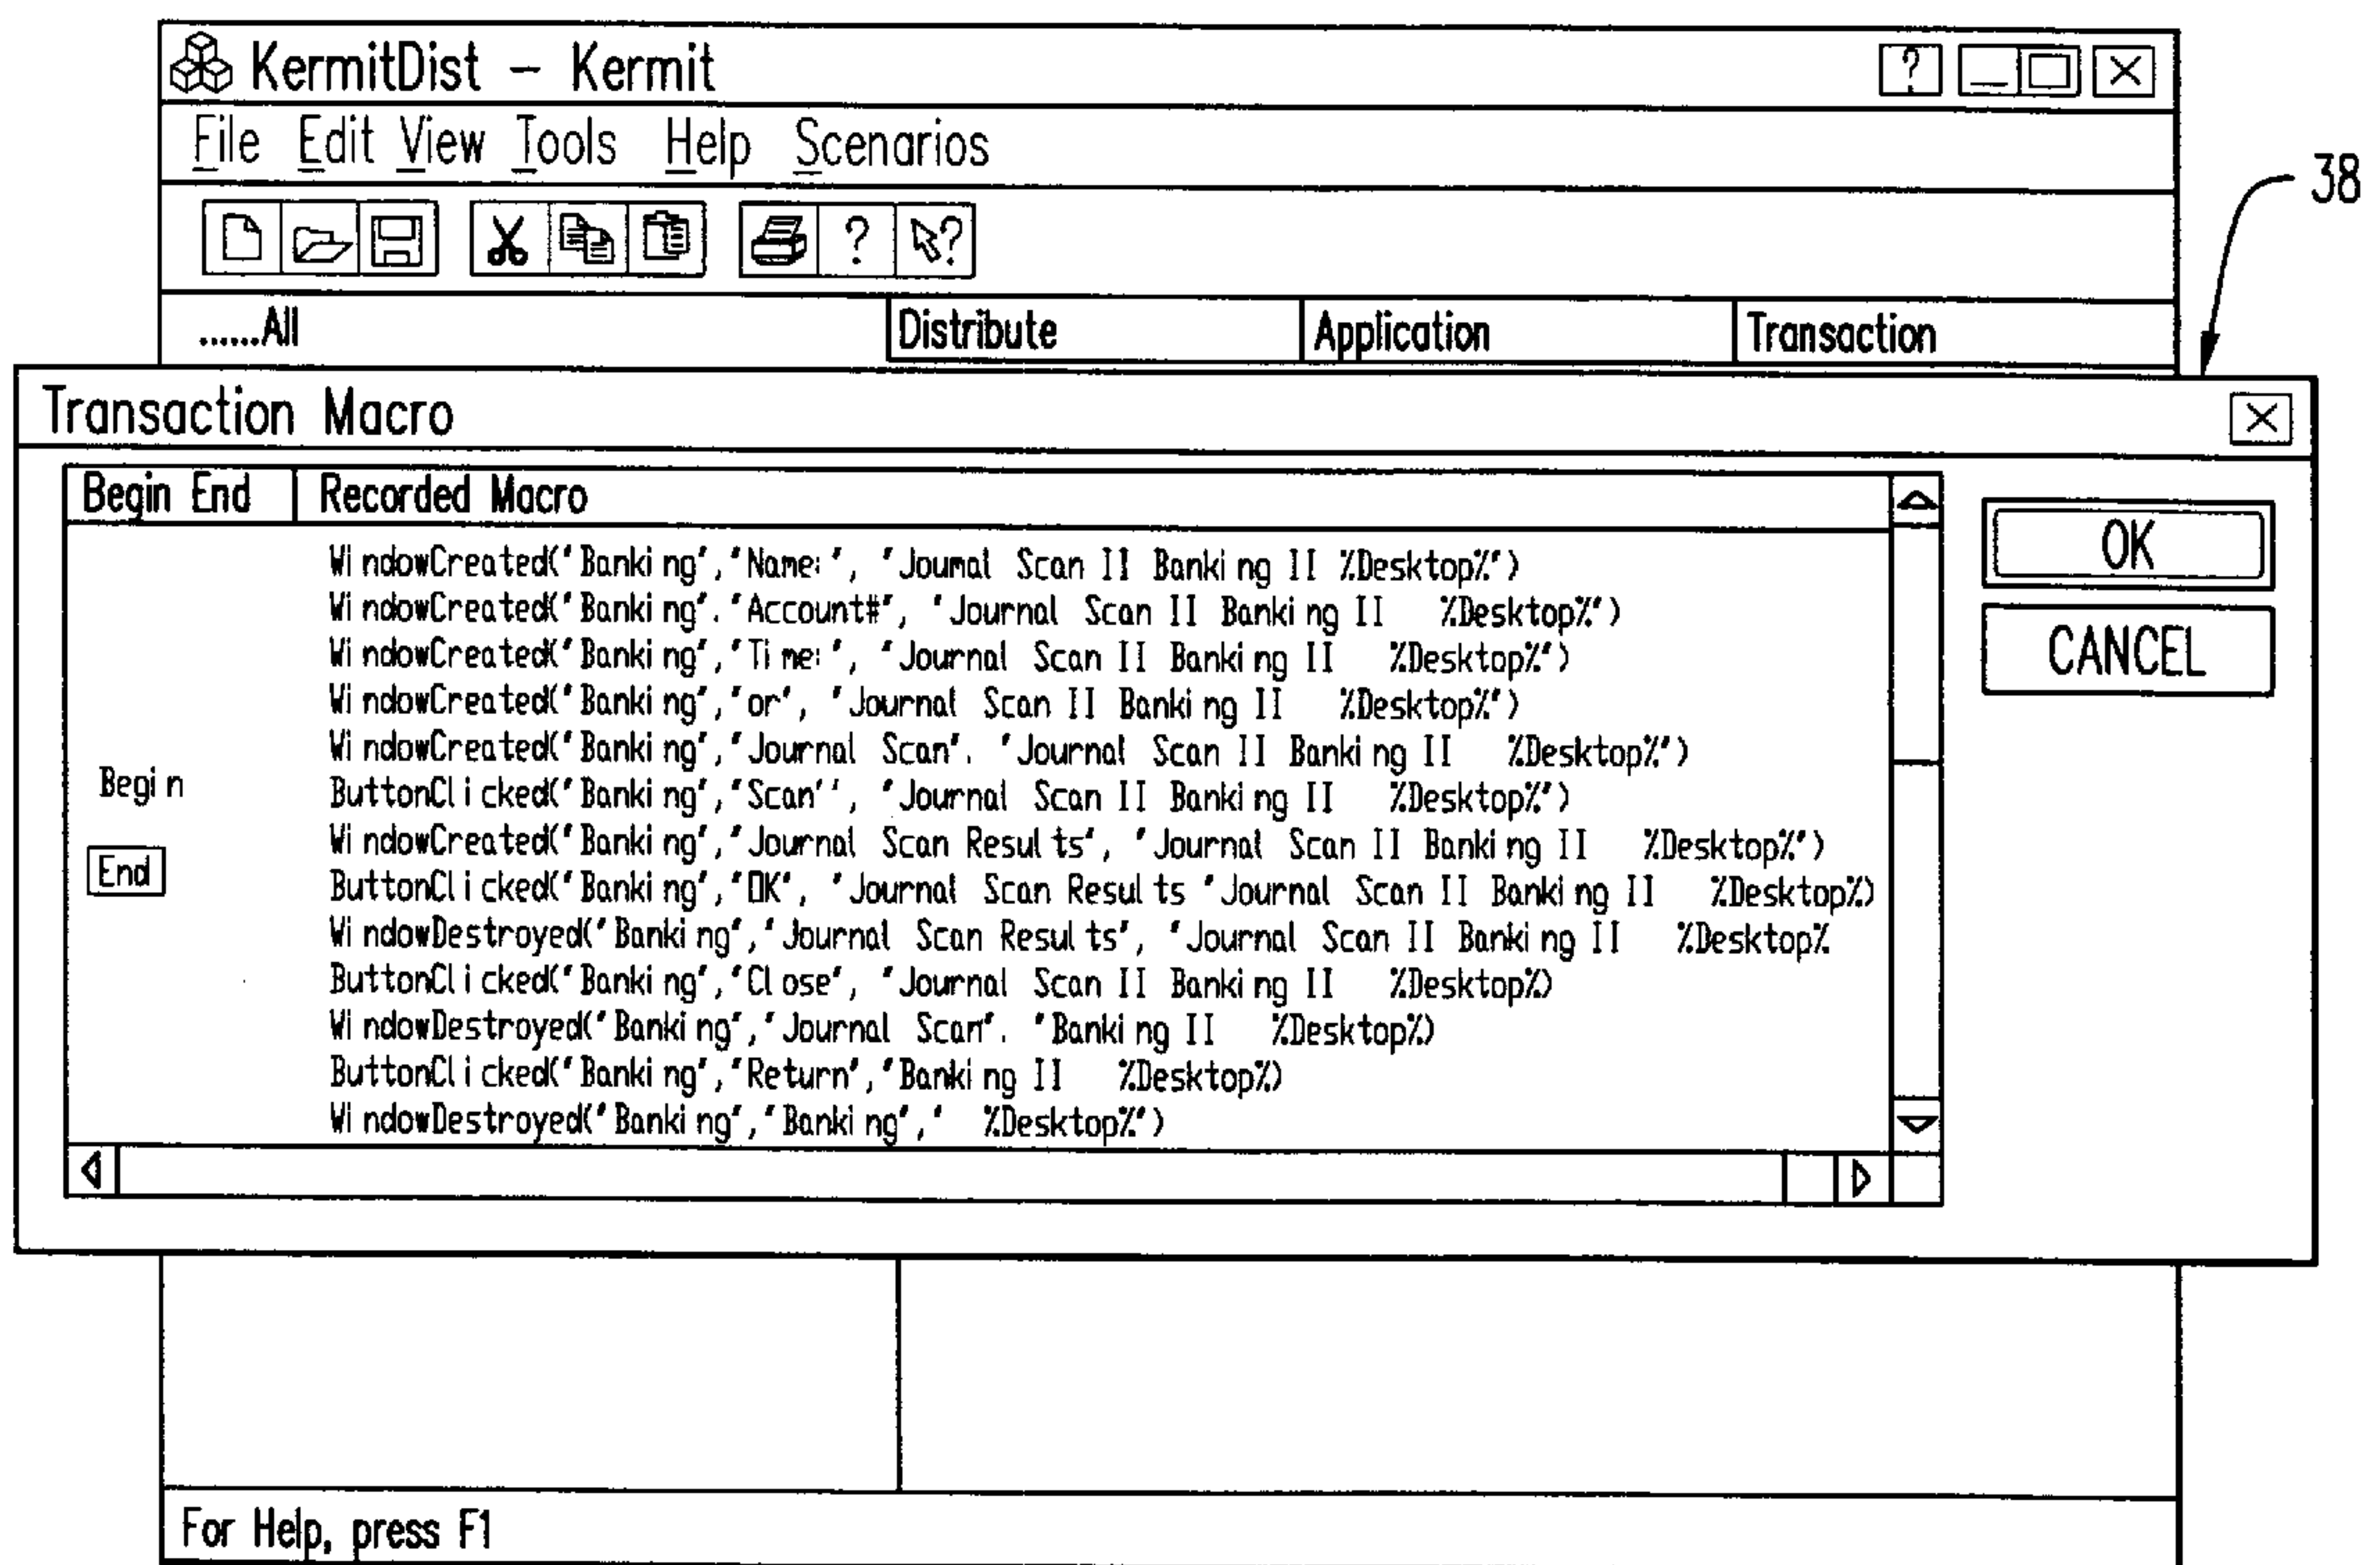 KermitDist – Kermit
File Edit View Tools Help Scenarios
38
......All Distribute Application Transaction
Transaction Macro
Begin End Recorded Macro
WindowCreated('Banking','Name:', 'Joumal Scan II Banking II %Desktop%')
WindowCreated('Banking'.'Account#', 'Journal Scan II Banking II %Desktop%')
WindowCreated('Banking','Time:', 'Journal Scan II Banking II %Desktop%')
WindowCreated('Banking','or', 'Journal Scan II Banking II %Desktop%')
WindowCreated('Banking','Journal Scan'. 'Journal Scan II Banking II %Desktop%')
Begin ButtonClicked('Banking','Scan'', 'Journal Scan II Banking II %Desktop%')
WindowCreated('Banking','Journal Scan Results', 'Journal Scan II Banking II %Desktop%')
End ButtonClicked('Banking','OK', 'Journal Scan Results 'Journal Scan II Banking II %Desktop%)
WindowDestroyed('Banking','Journal Scan Results', 'Journal Scan II Banking II %Desktop%
ButtonClicked('Banking','Close', 'Journal Scan II Banking II %Desktop%)
WindowDestroyed('Banking','Journal Scan'. 'Banking II %Desktop%)
ButtonClicked('Banking','Return','Banking II %Desktop%)
WindowDestroyed('Banking','Banking',' %Desktop%')
OK
CANCEL
For Help, press F1